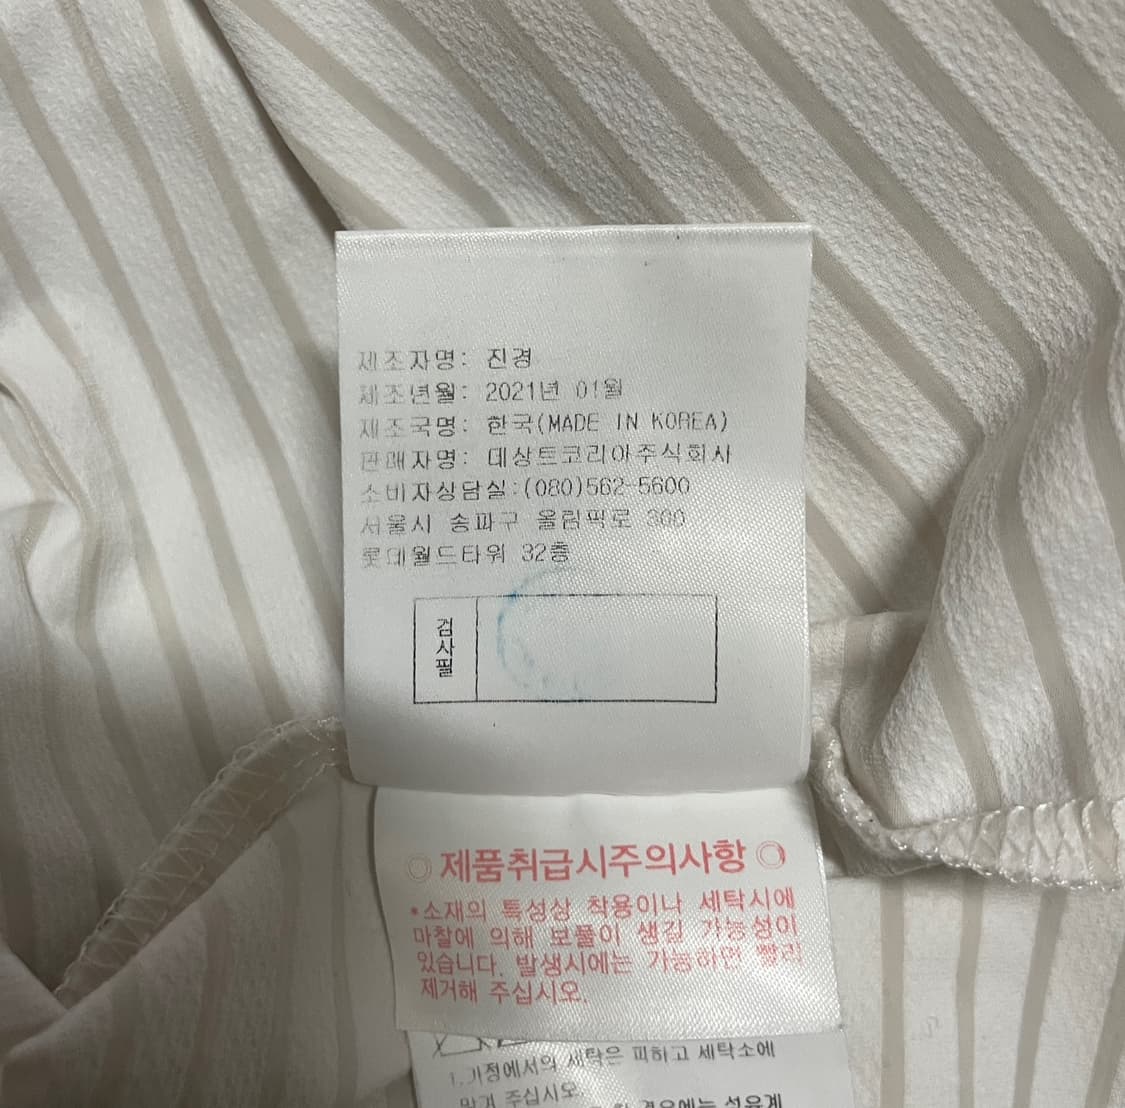 제조자명: 진경
제조년월: 2021년 01월
제조국명: 한국(MADE IN KOREA)
판매자명: 데상트코리아주식회사
소비자상담실:(080)562-5600
서울시 송파구 올림픽로 300
롯데월드타워 32층
검사필
◎ 제품취급시주의사항 ◎
*소재의 특성상 착용이나 세탁시에
마찰에 의해 보풀이 생길 가능성이
있습니다. 발생시에는 가능하면 빨리
제거해 주십시오.
1.가정에서의 세탁은 피하고 세탁소에
맡겨 주십시오.
경우에는 섬유계